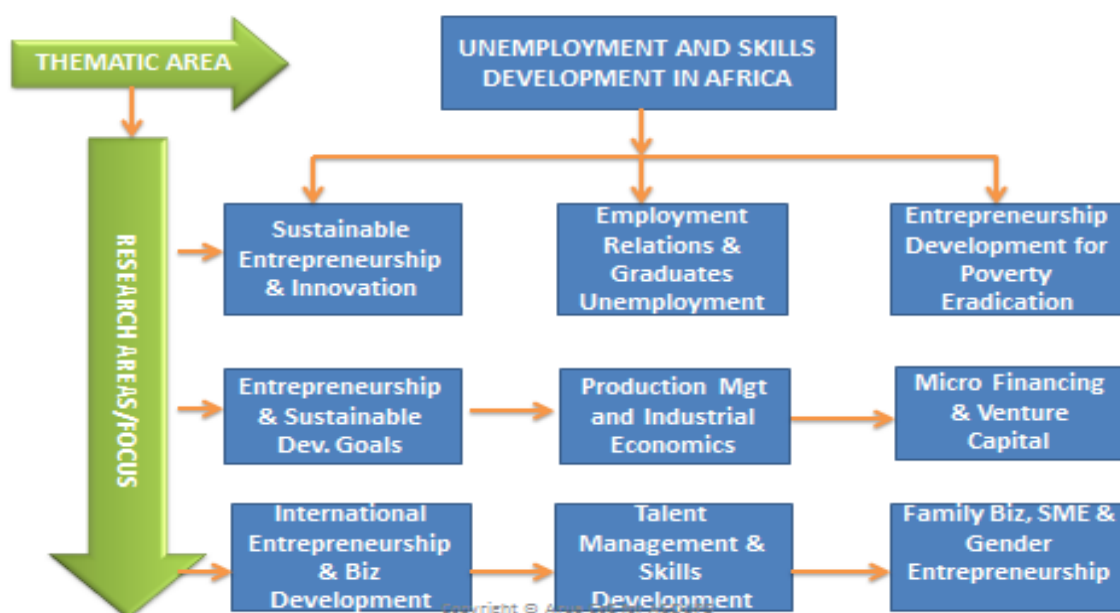 THEMATIC AREA
UNEMPLOYMENT AND SKILLS
DEVELOPMENT IN AFRICA
RESEARCH AREAS/FOCUS
Sustainable
Entrepreneurship
& Innovation
Employment
Relations &
Graduates
Unemployment
Entrepreneurship
Development for
Poverty
Eradication
Entrepreneurship
& Sustainable
Dev. Goals
Production Mgt
and Industrial
Economics
Micro Financing
& Venture
Capital
International
Entrepreneurship
& Biz
Development
Talent
Management &
Skills
Development
Family Biz, SME &
Gender
Entrepreneurship
Copyright ©